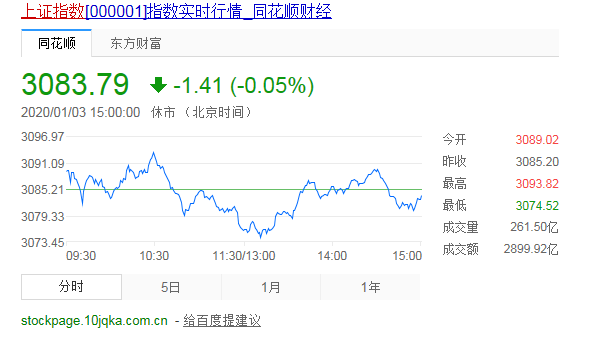 上证指数[000001]指数实时行情_同花顺财经
同花顺 东方财富
3083.79 -1.41 (-0.05%)
2020/01/03 15:00:00 休市 (北京时间)
3096.97
3091.09
3085.21
3079.33
3073.45
09:30 10:30 11:30/13:00 14:00 15:00
今开 3089.02
昨收 3085.20
最高 3093.82
最低 3074.52
成交量 261.50亿
成交额 2899.92亿
分时 5日 1月 1年
stockpage.10jqka.com.cn - 给百度提建议